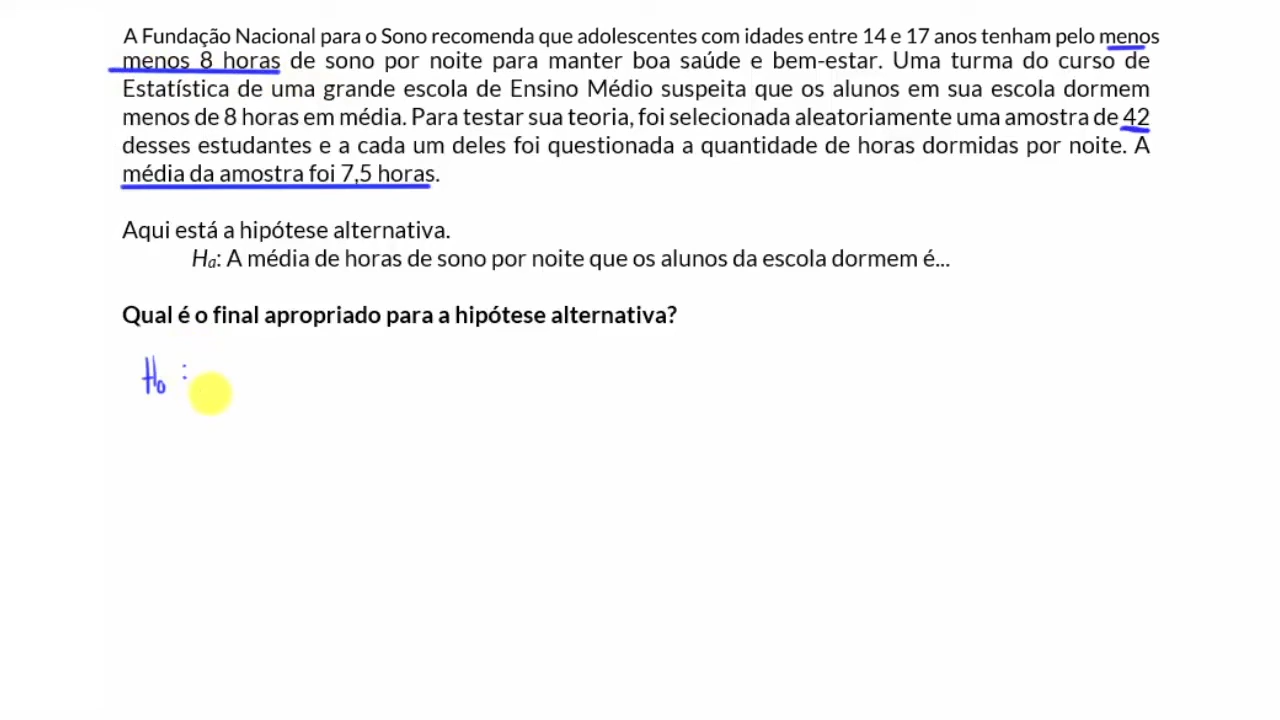 A Fundação Nacional para o Sono recomenda que adolescentes com idades entre 14 e 17 anos tenham pelo menos
menos 8 horas de sono por noite para manter boa saúde e bem-estar. Uma turma do curso de
Estatística de uma grande escola de Ensino Médio suspeita que os alunos em sua escola dormem
menos de 8 horas em média. Para testar sua teoria, foi selecionada aleatoriamente uma amostra de 42
desses estudantes e a cada um deles foi questionada a quantidade de horas dormidas por noite. A
média da amostra foi 7,5 horas.
Aqui está a hipótese alternativa.
Hₐ: A média de horas de sono por noite que os alunos da escola dormem é...
Qual é o final apropriado para a hipótese alternativa?
H₀ :